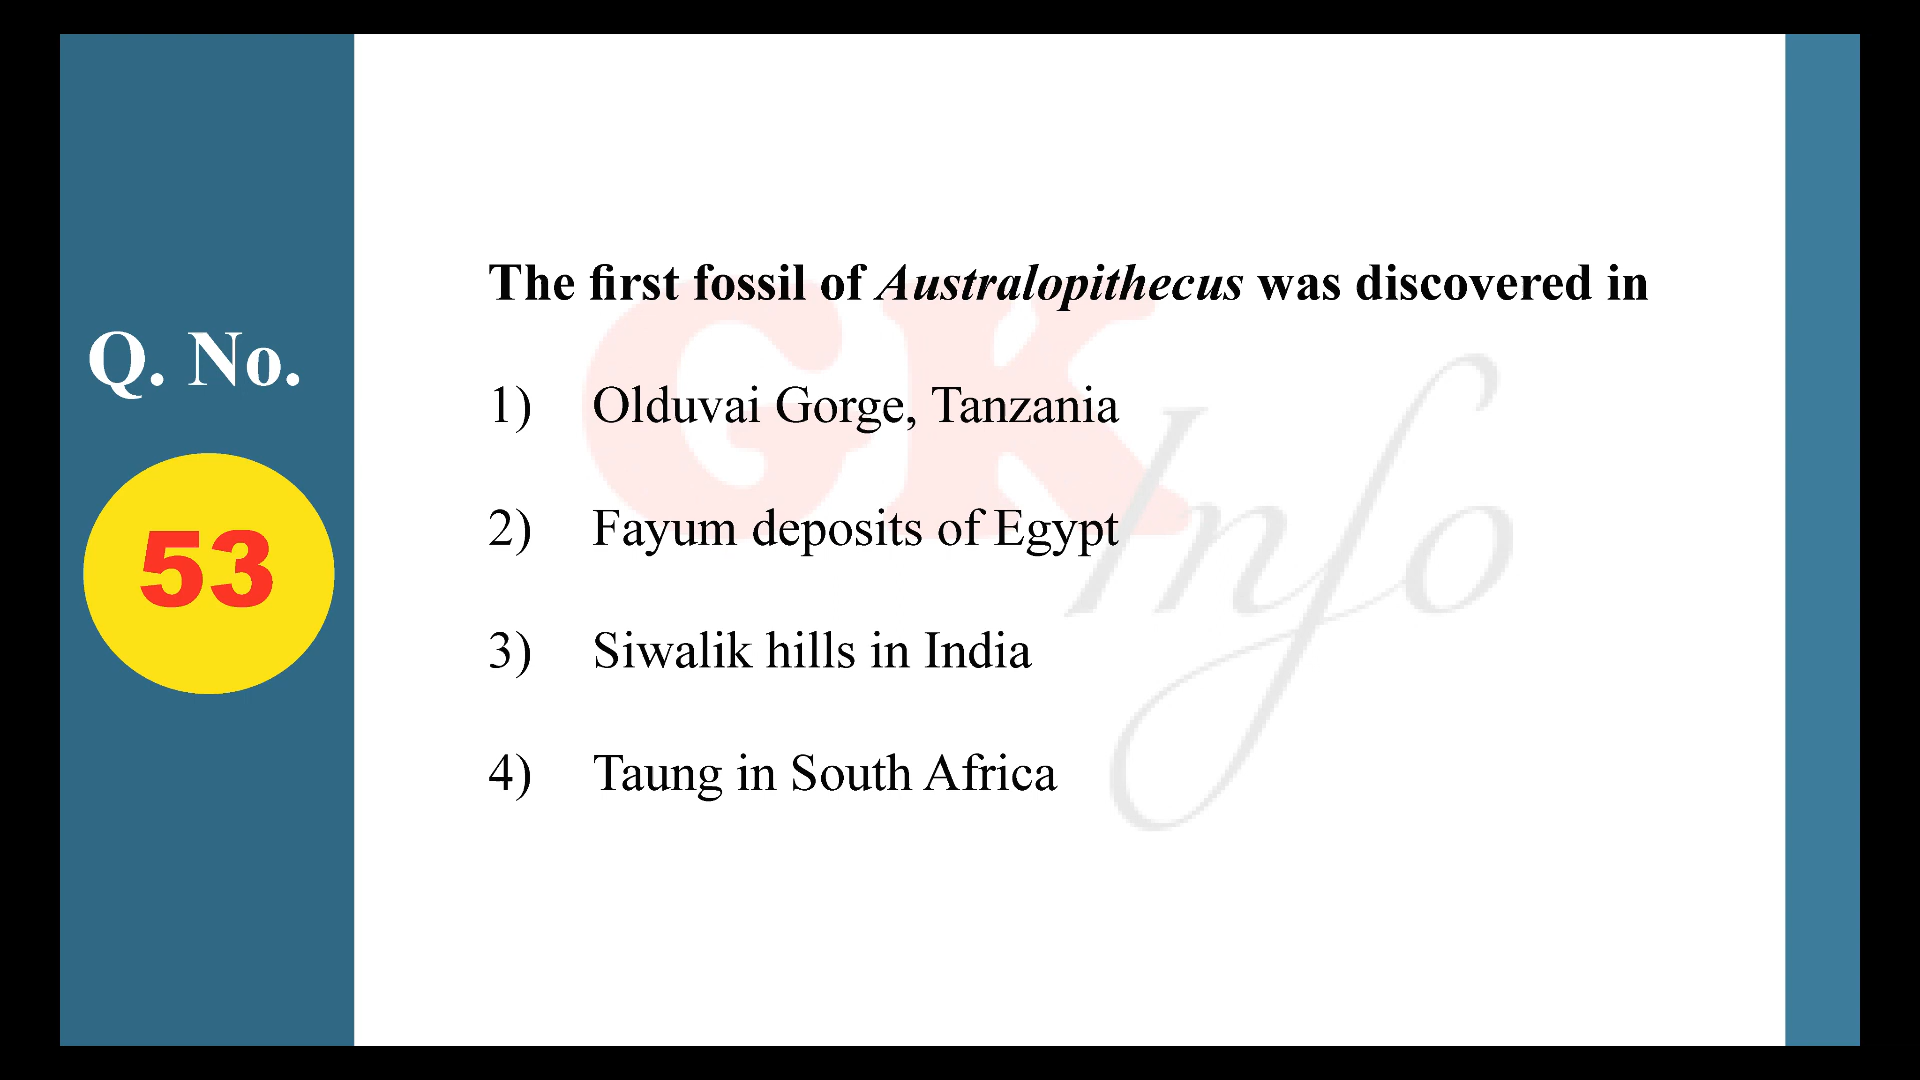 Q. No.
53
The first fossil of Australopithecus was discovered in
1) Olduvai Gorge, Tanzania
2) Fayum deposits of Egypt
3) Siwalik hills in India
4) Taung in South Africa
GK
Info